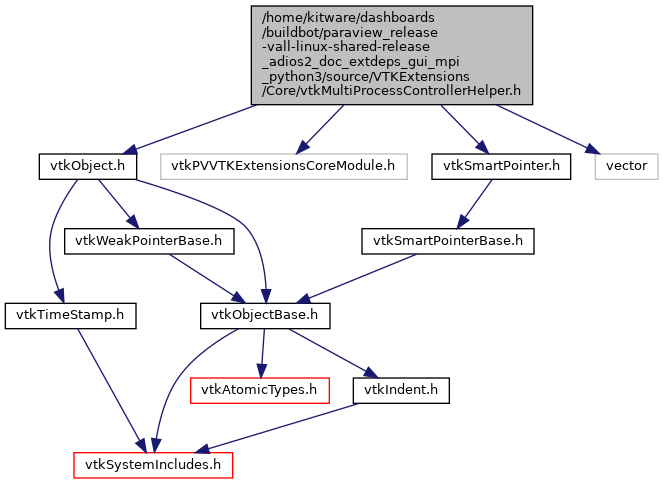 /home/kitware/dashboards
/buildbot/paraview_release
-vall-linux-shared-release
_adios2_doc_extdeps_gui_mpi
_python3/source/VTKExtensions
/Core/vtkMultiProcessControllerHelper.h
vtkObject.h
vtkPVVTKExtensionsCoreModule.h
vtkSmartPointer.h
vector
vtkWeakPointerBase.h
vtkSmartPointerBase.h
vtkTimeStamp.h
vtkObjectBase.h
vtkAtomicTypes.h
vtkIndent.h
vtkSystemIncludes.h